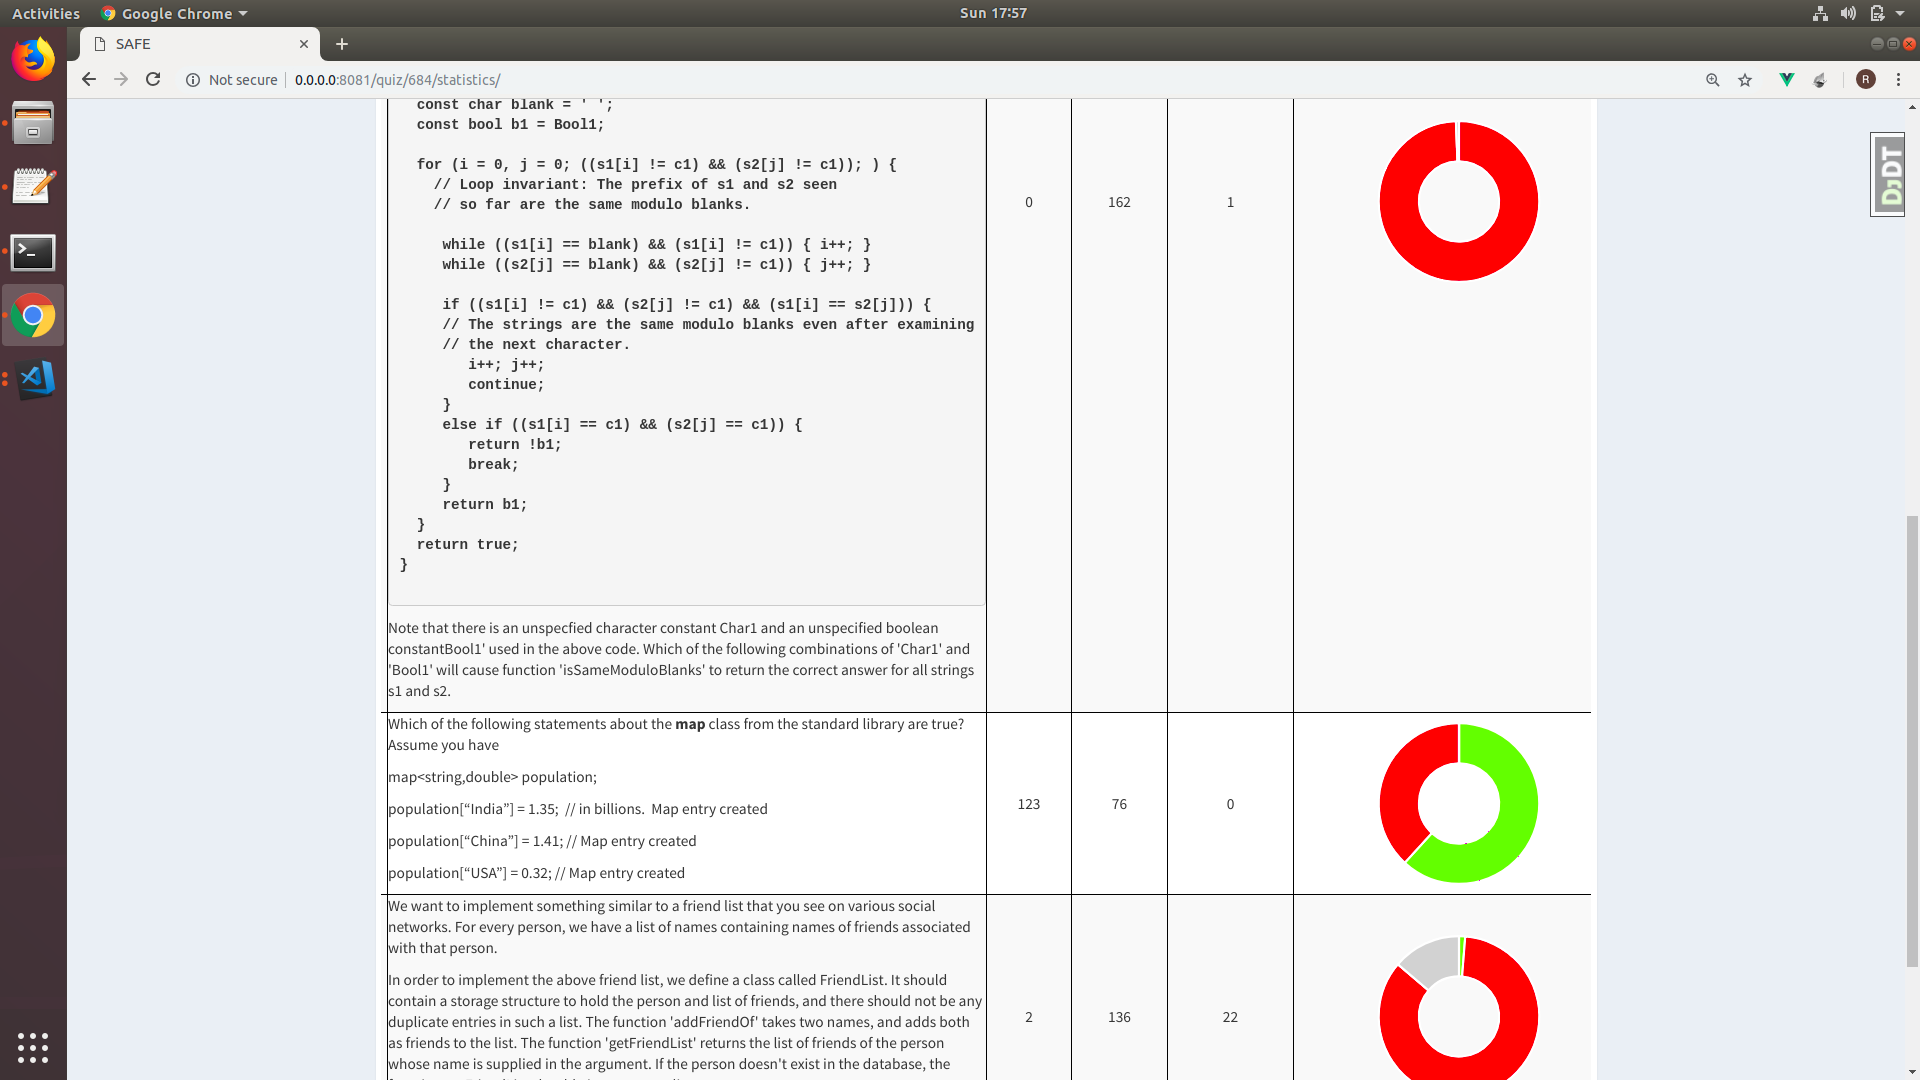 Activities
Google Chrome
Sun 17:57
SAFE
Not secure
0.0.0.0:8081/quiz/684/statistics/
R
const char blank = ' ';
const bool b1 = Bool1;
for (i = 0, j = 0; ((s1[i] != c1) && (s2[j] != c1)); ) {
// Loop invariant: The prefix of s1 and s2 seen
// so far are the same modulo blanks.
while ((s1[i] == blank) && (s1[i] != c1)) { i++; }
while ((s2[j] == blank) && (s2[j] != c1)) { j++; }
if ((s1[i] != c1) && (s2[j] != c1) && (s1[i] == s2[j])) {
// The strings are the same modulo blanks even after examining
// the next character.
i++; j++;
continue;
}
else if ((s1[i] == c1) && (s2[j] == c1)) {
return !b1;
break;
}
return b1;
}
return true;
}
0
162
1
DJDT
Note that there is an unspecfied character constant Char1 and an unspecified boolean
constantBool1' used in the above code. Which of the following combinations of 'Char1' and
'Bool1' will cause function 'isSameModuloBlanks' to return the correct answer for all strings
s1 and s2.
Which of the following statements about the map class from the standard library are true?
Assume you have
map<string,double> population;
population[“India”] = 1.35;  // in billions.  Map entry created
population[“China”] = 1.41; // Map entry created
population[“USA”] = 0.32; // Map entry created
123
76
0
We want to implement something similar to a friend list that you see on various social
networks. For every person, we have a list of names containing names of friends associated
with that person.
In order to implement the above friend list, we define a class called FriendList. It should
contain a storage structure to hold the person and list of friends, and there should not be any
duplicate entries in such a list. The function 'addFriendOf' takes two names, and adds both
as friends to the list. The function 'getFriendList' returns the list of friends of the person
whose name is supplied in the argument. If the person doesn't exist in the database, the
2
136
22